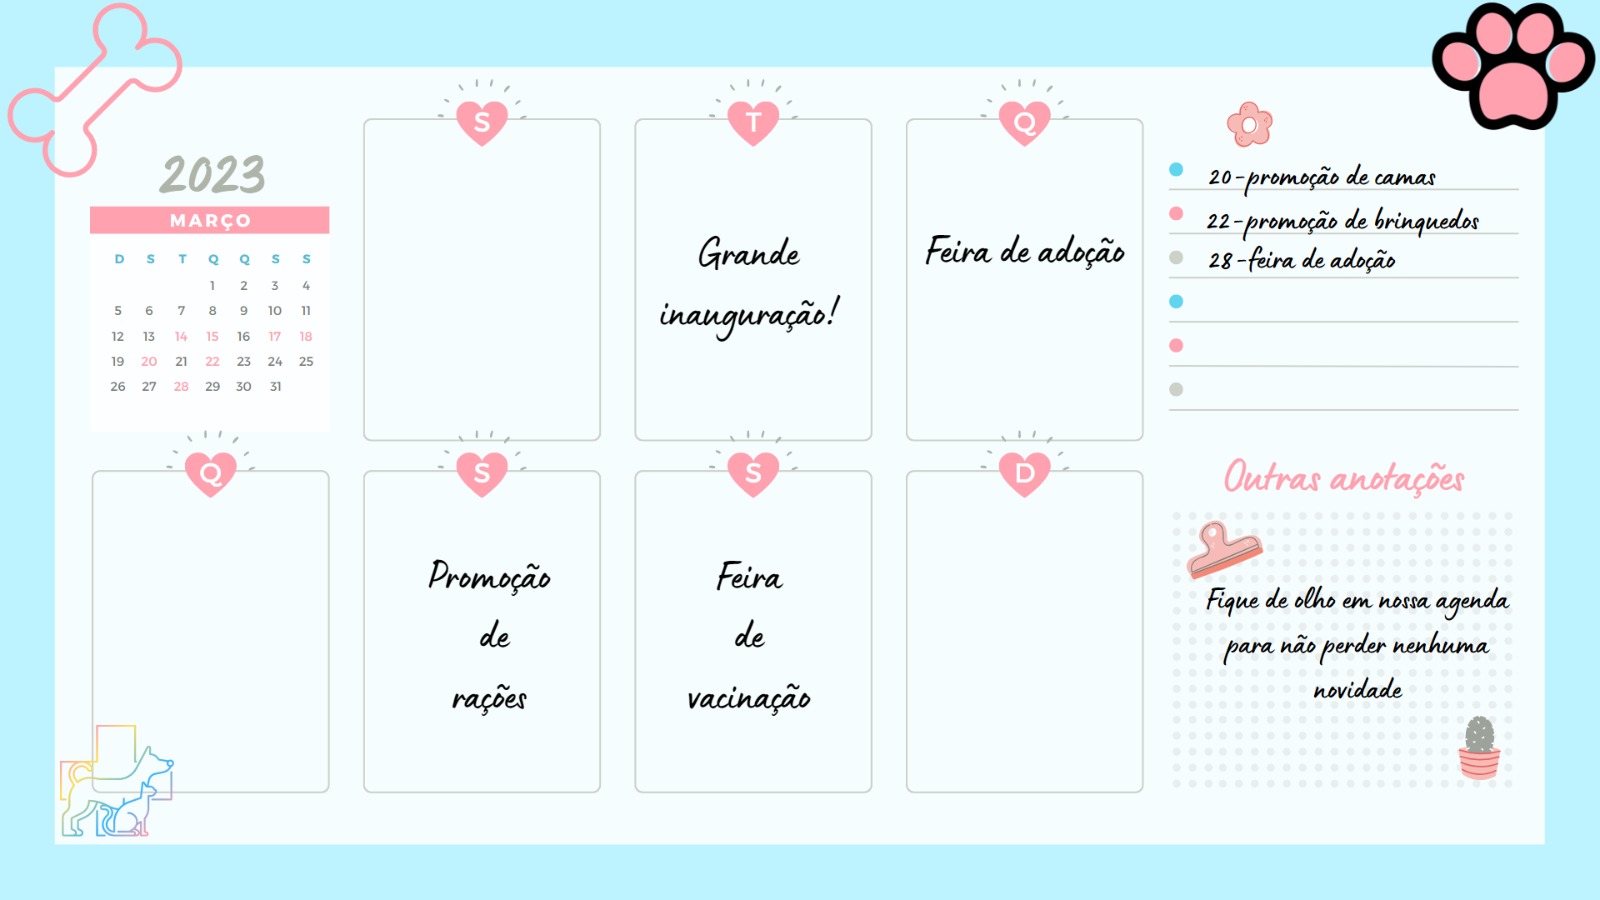 2023
MARÇO
D S T Q Q S S
1 2 3 4
5 6 7 8 9 10 11
12 13 14 15 16 17 18
19 20 21 22 23 24 25
26 27 28 29 30 31
S
T
Grande
inauguração!
Q
Feira de adoção
20-promoção de camas
22-promoção de brinquedos
28-feira de adoção
Q
S
Promoção
de
rações
S
Feira
de
vacinação
D
Outras anotações
Fique de olho em nossa agenda
para não perder nenhuma
novidade